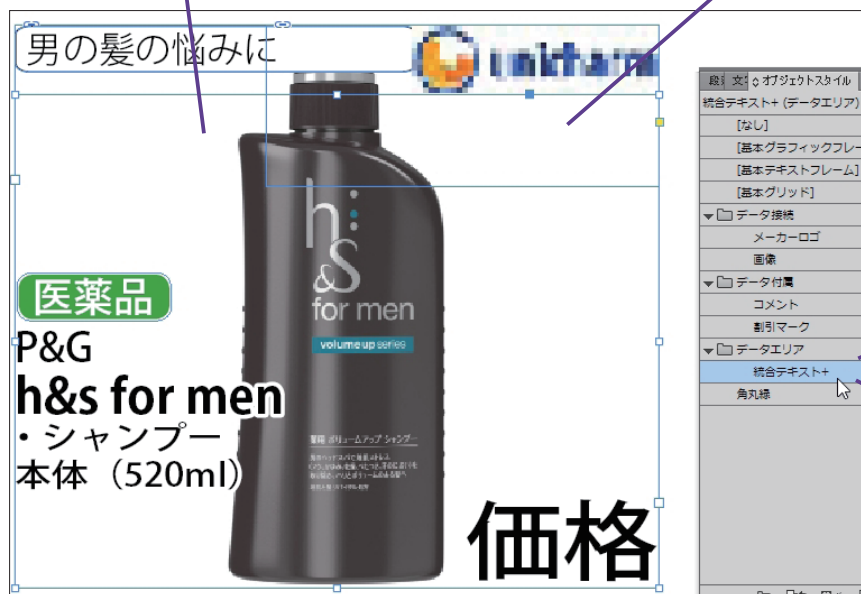 男の髪の悩みに
unicharm
h:
&S
for men
volume up series
薬用 ボリュームアップ シャンプー
医薬品
P&G
h&s for men
・シャンプー
本体（520ml）
価格
オブジェクトスタイル
統合テキスト+ (データエリア)
[なし]
[基本グラフィックフレー
[基本テキストフレーム]
[基本グリッド]
データ接続
メーカーロゴ
画像
データ付属
コメント
割引マーク
データエリア
統合テキスト+
角丸縁